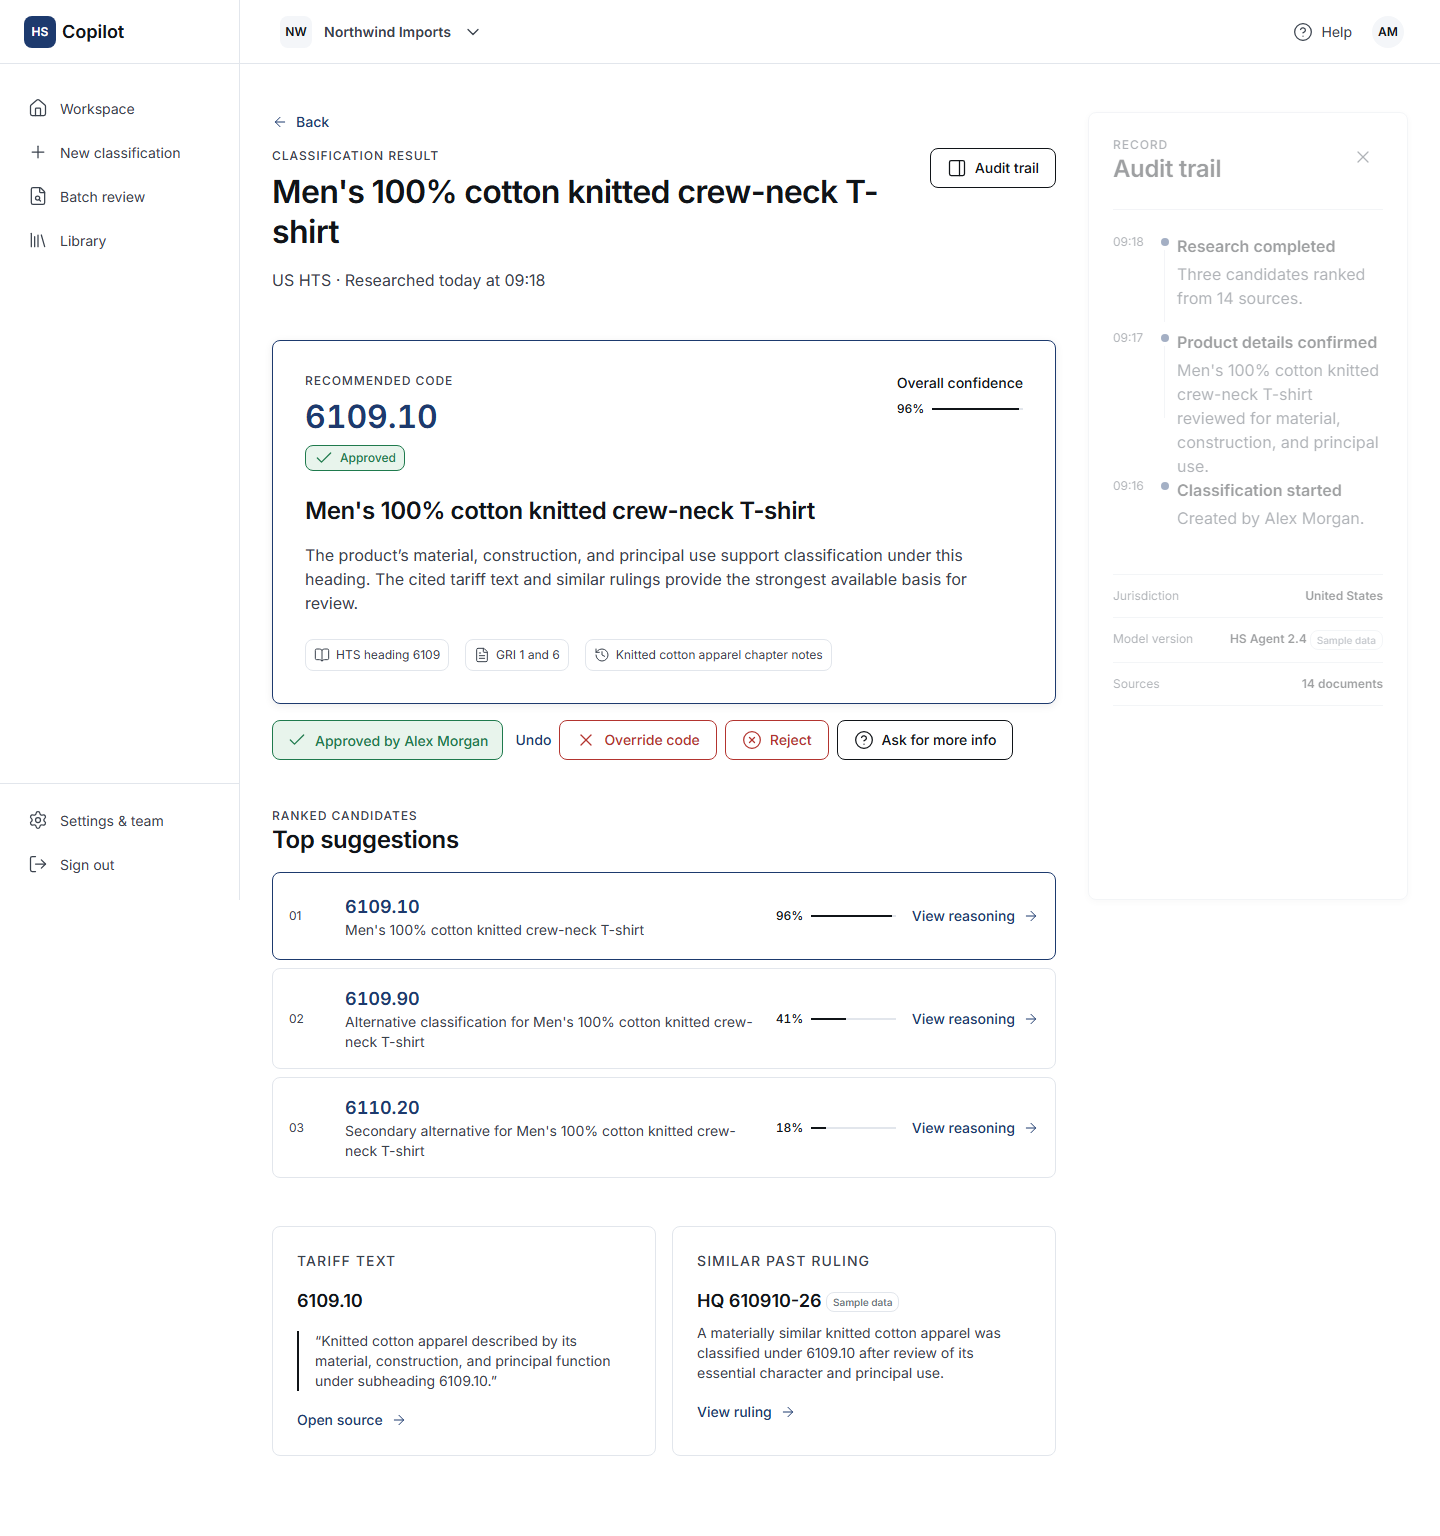 HS Copilot
NW Northwind Imports
Help AM
Workspace
New classification
Batch review
Library
Settings & team
Sign out
Back
CLASSIFICATION RESULT
Men's 100% cotton knitted crew-neck T-
shirt
US HTS · Researched today at 09:18
Audit trail
RECOMMENDED CODE
6109.10
Approved
Overall confidence
96%
Men's 100% cotton knitted crew-neck T-shirt
The product’s material, construction, and principal use support classification under this
heading. The cited tariff text and similar rulings provide the strongest available basis for
review.
HTS heading 6109
GRI 1 and 6
Knitted cotton apparel chapter notes
Approved by Alex Morgan
Undo
Override code
Reject
Ask for more info
RANKED CANDIDATES
Top suggestions
01
6109.10
Men's 100% cotton knitted crew-neck T-shirt
96%
View reasoning
02
6109.90
Alternative classification for Men's 100% cotton knitted crew-
neck T-shirt
41%
View reasoning
03
6110.20
Secondary alternative for Men's 100% cotton knitted crew-
neck T-shirt
18%
View reasoning
TARIFF TEXT
6109.10
“Knitted cotton apparel described by its
material, construction, and principal function
under subheading 6109.10.”
Open source
SIMILAR PAST RULING
HQ 610910-26 Sample data
A materially similar knitted cotton apparel was
classified under 6109.10 after review of its
essential character and principal use.
View ruling
RECORD
Audit trail
09:18 Research completed
Three candidates ranked
from 14 sources.
09:17 Product details confirmed
Men's 100% cotton knitted
crew-neck T-shirt
reviewed for material,
construction, and principal
use.
09:16 Classification started
Created by Alex Morgan.
Jurisdiction United States
Model version HS Agent 2.4 Sample data
Sources 14 documents